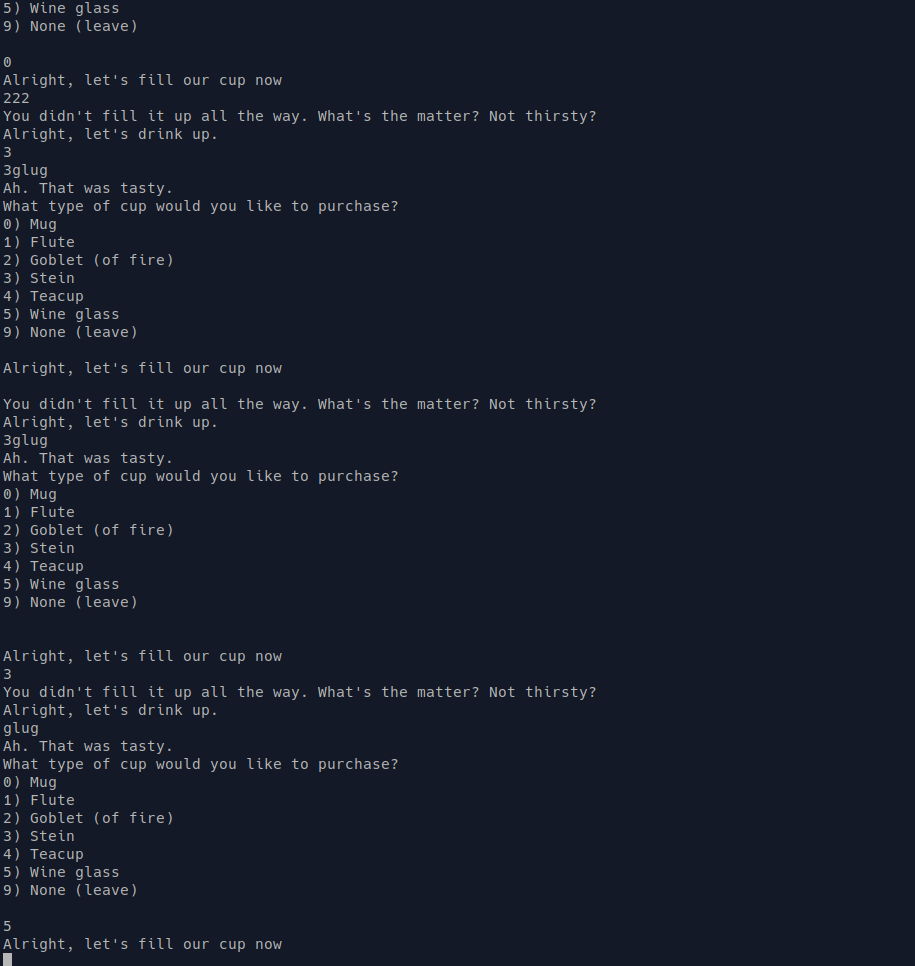 5) Wine glass
9) None (leave)
0
Alright, let's fill our cup now
222
You didn't fill it up all the way. What's the matter? Not thirsty?
Alright, let's drink up.
3
3glug
Ah. That was tasty.
What type of cup would you like to purchase?
0) Mug
1) Flute
2) Goblet (of fire)
3) Stein
4) Teacup
5) Wine glass
9) None (leave)
Alright, let's fill our cup now
You didn't fill it up all the way. What's the matter? Not thirsty?
Alright, let's drink up.
3glug
Ah. That was tasty.
What type of cup would you like to purchase?
0) Mug
1) Flute
2) Goblet (of fire)
3) Stein
4) Teacup
5) Wine glass
9) None (leave)
Alright, let's fill our cup now
3
You didn't fill it up all the way. What's the matter? Not thirsty?
Alright, let's drink up.
glug
Ah. That was tasty.
What type of cup would you like to purchase?
0) Mug
1) Flute
2) Goblet (of fire)
3) Stein
4) Teacup
5) Wine glass
9) None (leave)
5
Alright, let's fill our cup now